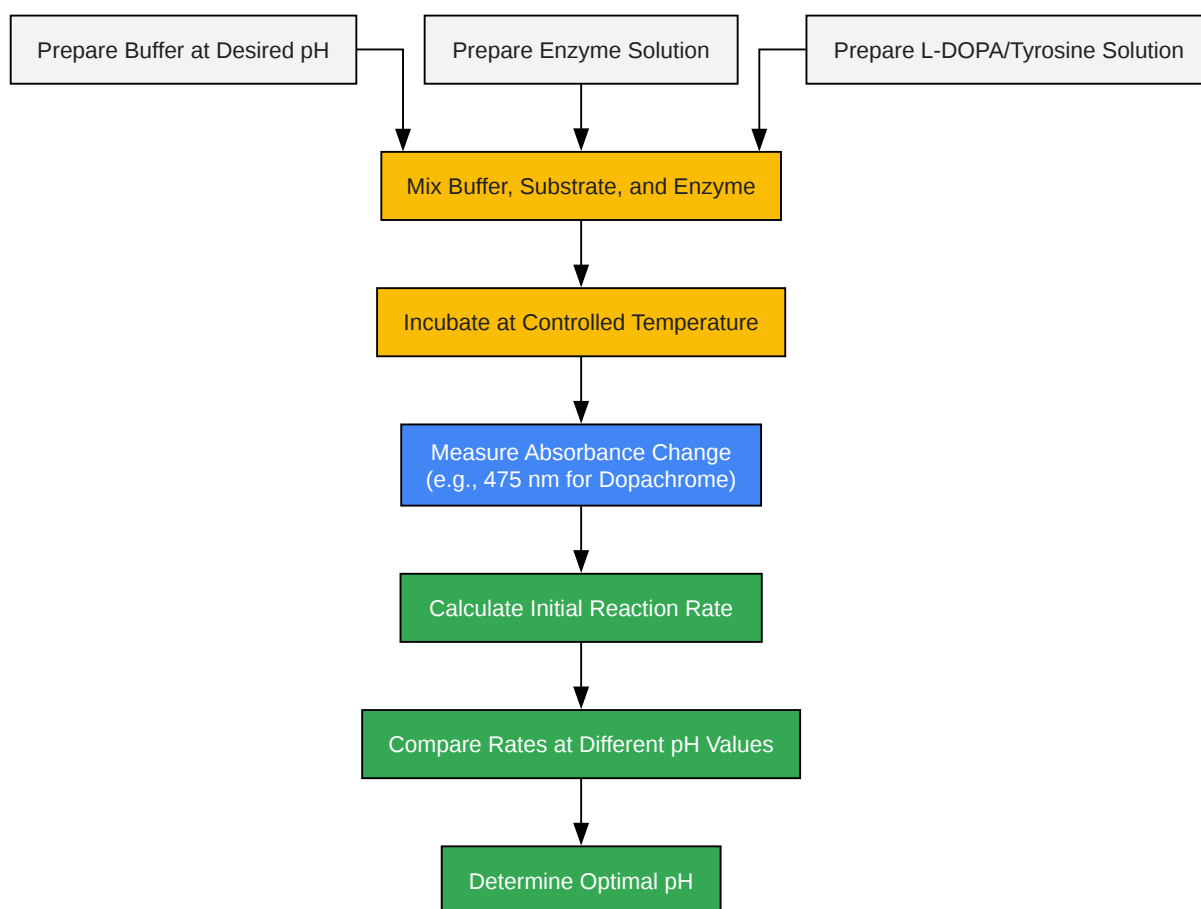 Prepare Buffer at Desired pH
Prepare Enzyme Solution
Prepare L-DOPA/Tyrosine Solution
Mix Buffer, Substrate, and Enzyme
Incubate at Controlled Temperature
Measure Absorbance Change
(e.g., 475 nm for Dopachrome)
Calculate Initial Reaction Rate
Compare Rates at Different pH Values
Determine Optimal pH